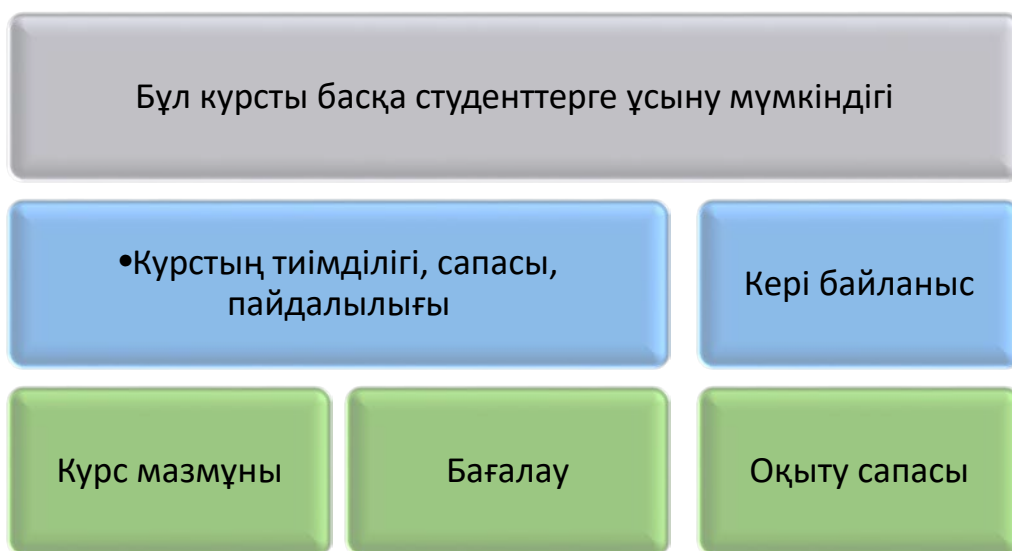 Бұл курсты басқа студенттерге ұсыну мүмкіндігі
•Курстың тиімділігі, сапасы,
пайдалылығы
Кері байланыс
Курс мазмұны
Бағалау
Оқыту сапасы